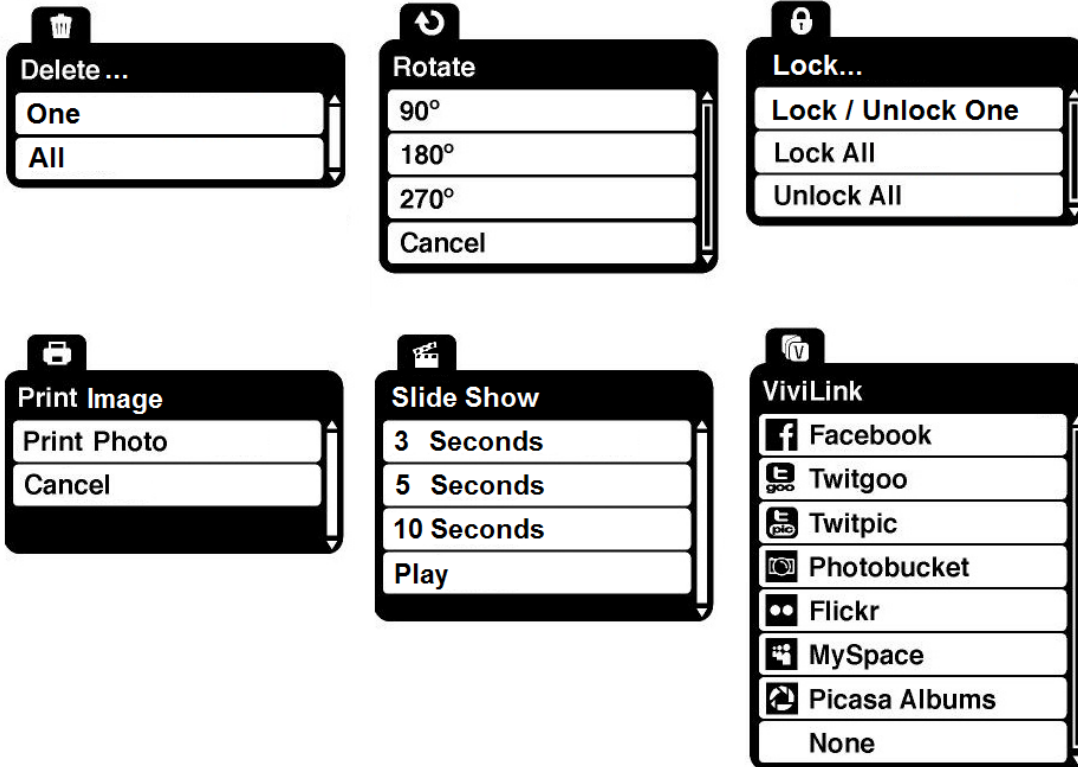 Delete ...
One
All
Rotate
90°
180°
270°
Cancel
Lock...
Lock / Unlock One
Lock All
Unlock All
Print Image
Print Photo
Cancel
Slide Show
3 Seconds
5 Seconds
10 Seconds
Play
V
ViviLink
f Facebook
t goo Twitgoo
t pic Twitpic
Photobucket
Flickr
MySpace
Picasa Albums
None